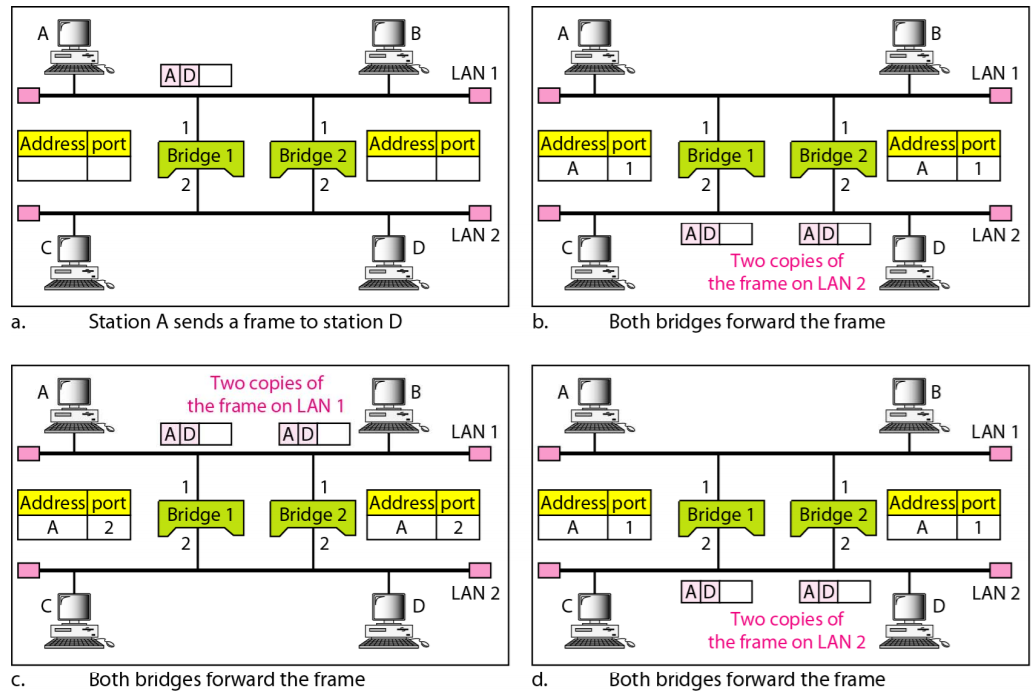 A
B
A D
LAN 1
1
1
Address port
Bridge 1
Bridge 2
Address port
2
2
LAN 2
C
D
a. Station A sends a frame to station D
A
B
LAN 1
1
1
Address port
Bridge 1
Bridge 2
Address port
A 1
A 1
2
2
A D
A D
LAN 2
C
D
Two copies of
the frame on LAN 2
b. Both bridges forward the frame
A
Two copies of
the frame on LAN 1
B
A D
A D
LAN 1
1
1
Address port
Bridge 1
Bridge 2
Address port
A 2
A 2
2
2
LAN 2
C
D
c. Both bridges forward the frame
A
B
LAN 1
1
1
Address port
Bridge 1
Bridge 2
Address port
A 1
A 1
2
2
A D
A D
LAN 2
C
D
Two copies of
the frame on LAN 2
d. Both bridges forward the frame